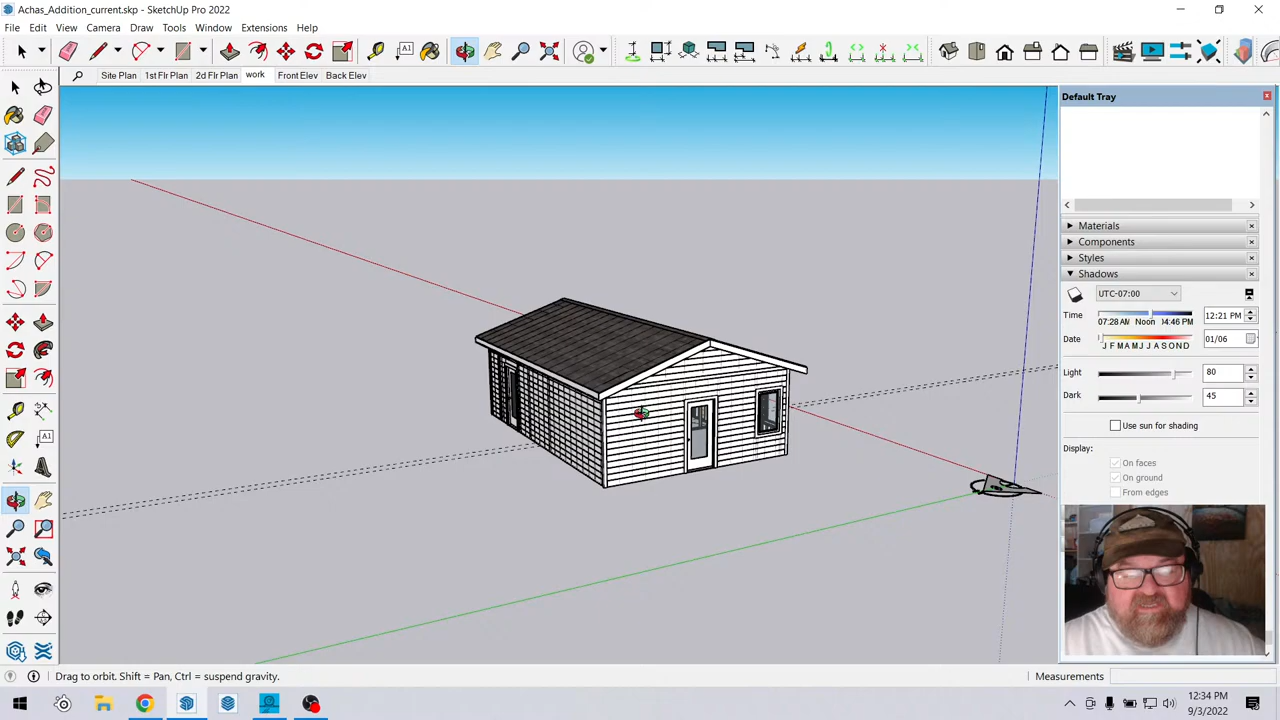 Achas_Addition_current.skp - SketchUp Pro 2022
File Edit View Camera Draw Tools Window Extensions Help
Site Plan 1st Flr Plan 2d Flr Plan work Front Elev Back Elev
Default Tray
Materials
Components
Styles
Shadows
UTC-07:00
Time
12:21 PM
07:28 AM Noon 04:46 PM
Date
01/06
J F M A M J J A S O N D
Light
80
Dark
45
Use sun for shading
Display:
On faces
On ground
From edges
Drag to orbit. Shift = Pan, Ctrl = suspend gravity.
Measurements
12:34 PM
9/3/2022